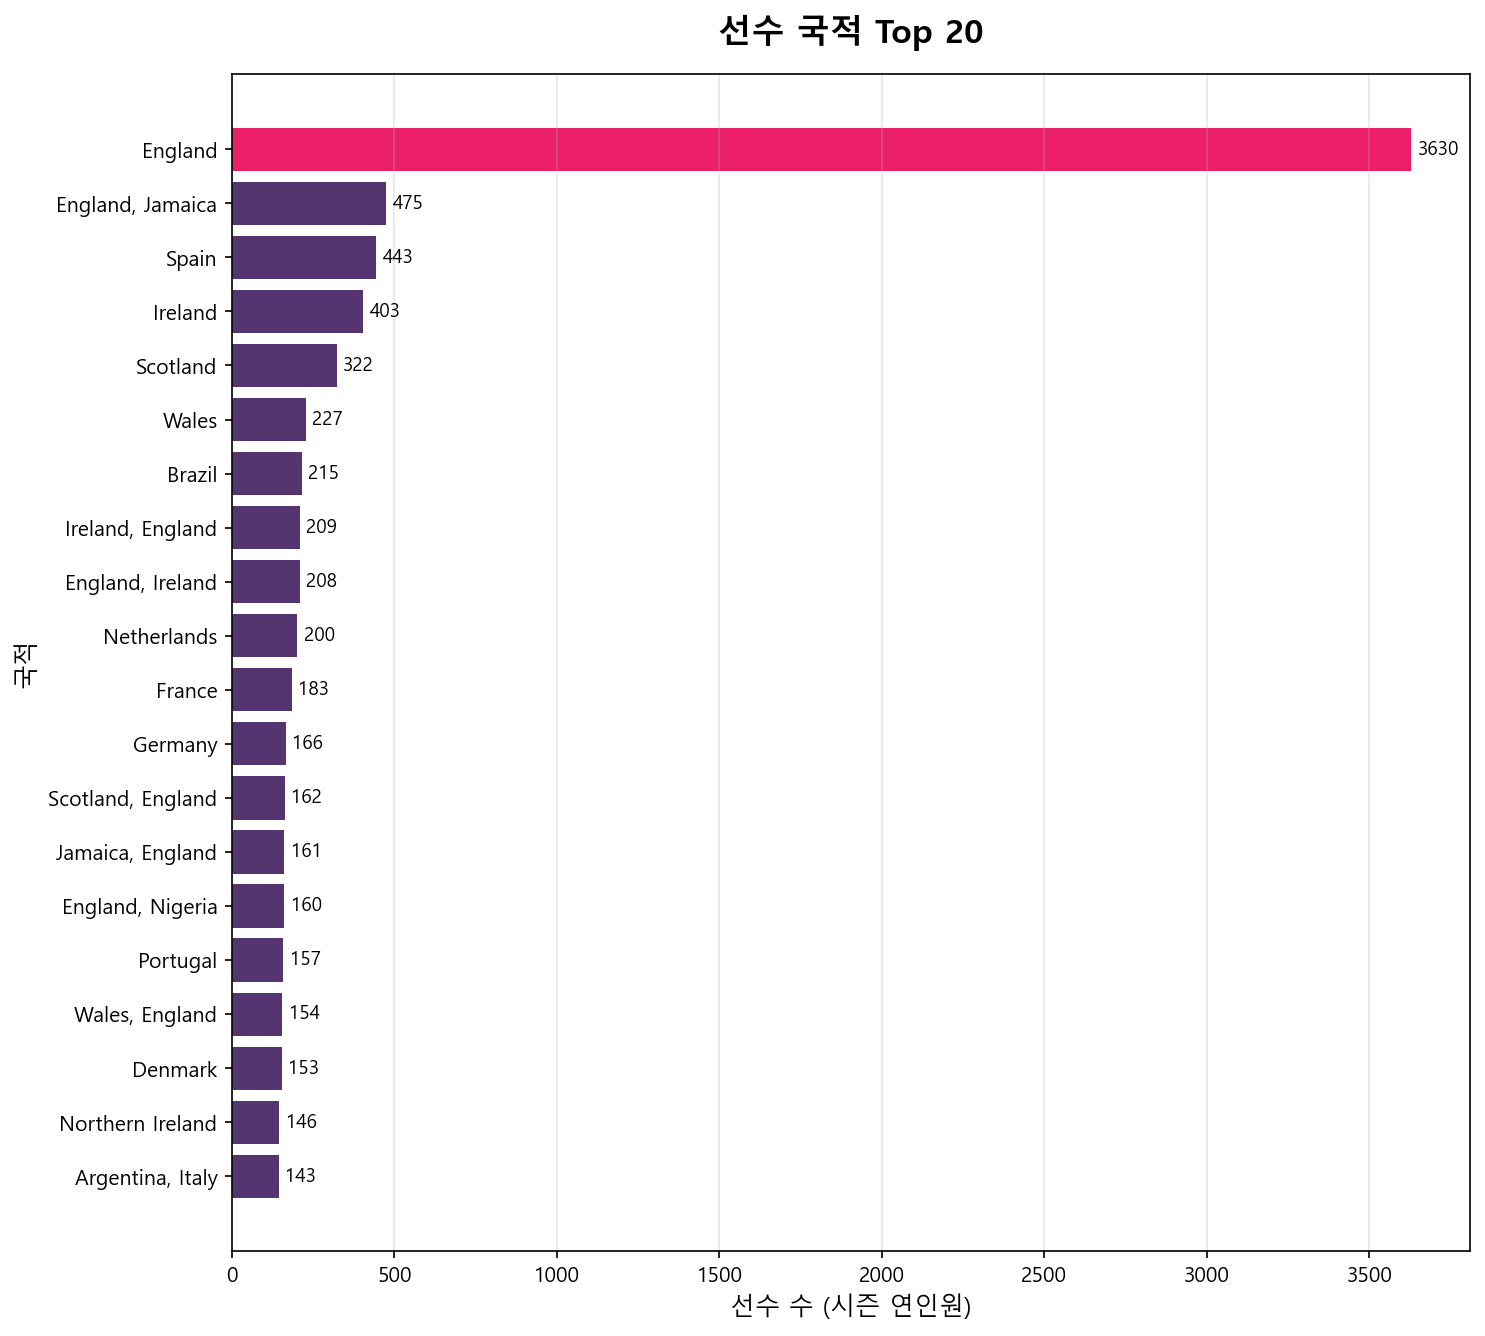 선수 국적 Top 20
국적
England 3630
England, Jamaica 475
Spain 443
Ireland 403
Scotland 322
Wales 227
Brazil 215
Ireland, England 209
England, Ireland 208
Netherlands 200
France 183
Germany 166
Scotland, England 162
Jamaica, England 161
England, Nigeria 160
Portugal 157
Wales, England 154
Denmark 153
Northern Ireland 146
Argentina, Italy 143
0 500 1000 1500 2000 2500 3000 3500
선수 수 (시즌 연인원)